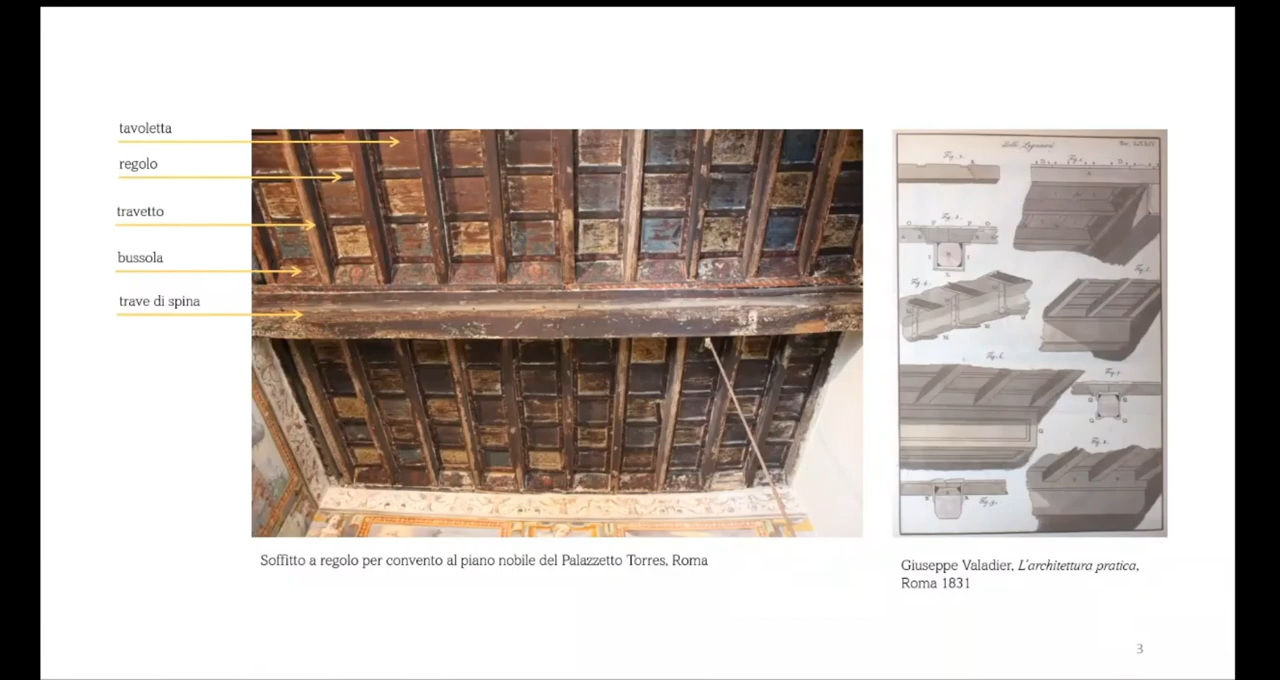 tavoletta
regolo
travetto
bussola
trave di spina
Soffitto a regolo per convento al piano nobile del Palazzetto Torres, Roma
Giuseppe Valadier, L'architettura pratica,
Roma 1831
3